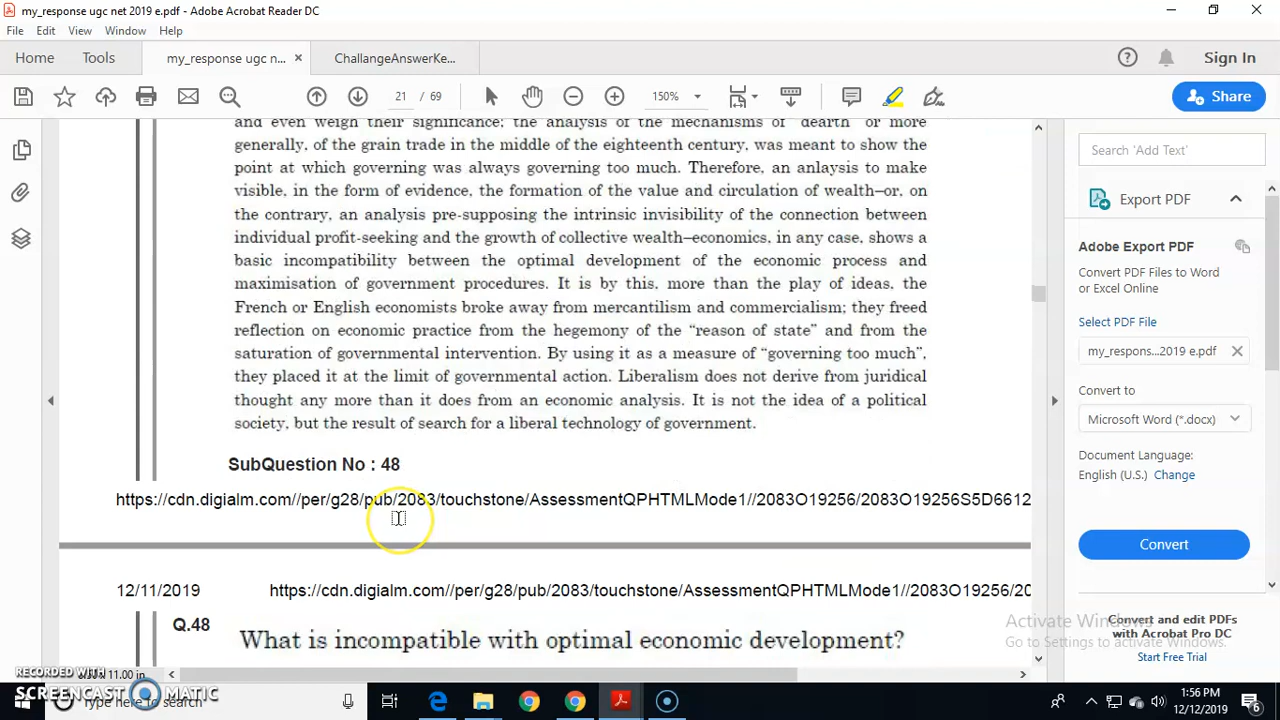 my_response ugc net 2019 e.pdf - Adobe Acrobat Reader DC
File Edit View Window Help
Home Tools my_response ugc n... × ChallangeAnswerKe... Sign In
21 / 69 150% Share
and even weigh their significance; the analysis of the mechanisms of "dearth" or more
generally, of the grain trade in the middle of the eighteenth century, was meant to show the
point at which governing was always governing too much. Therefore, an anlaysis to make
visible, in the form of evidence, the formation of the value and circulation of wealth–or, on
the contrary, an analysis pre-supposing the intrinsic invisibility of the connection between
individual profit-seeking and the growth of collective wealth–economics, in any case, shows a
basic incompatibility between the optimal development of the economic process and
maximisation of government procedures. It is by this, more than the play of ideas, the
French or English economists broke away from mercantilism and commercialism; they freed
reflection on economic practice from the hegemony of the "reason of state" and from the
saturation of governmental intervention. By using it as a measure of "governing too much",
they placed it at the limit of governmental action. Liberalism does not derive from juridical
thought any more than it does from an economic analysis. It is not the idea of a political
society, but the result of search for a liberal technology of government.
SubQuestion No : 48
https://cdn.digialm.com//per/g28/pub/2083/touchstone/AssessmentQPHTMLMode1//2083O19256/2083O19256S5D6612
12/11/2019 https://cdn.digialm.com//per/g28/pub/2083/touchstone/AssessmentQPHTMLMode1//2083O19256/20
Q.48 What is incompatible with optimal economic development?
11.00 in
Search 'Add Text'
Export PDF
Adobe Export PDF
Convert PDF Files to Word
or Excel Online
Select PDF File
my_respons...2019 e.pdf ×
Convert to
Microsoft Word (*.docx)
Document Language:
English (U.S.) Change
Convert
Activate Windows
Go to Settings to activate Windows.
Convert and edit PDFs
with Acrobat Pro DC
Start Free Trial
RECORDED WITH
SCREENCAST MATIC
Type here to search
1:56 PM
12/12/2019
6